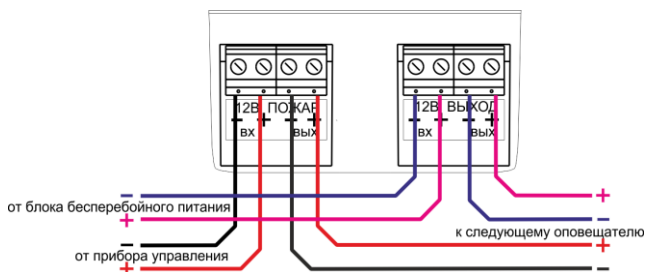 12В ПОЖАР
- + - +
вх вых
12В ВЫХОД
- + - +
вх вых
-
от блока бесперебойного питания
+
-
от прибора управления
+
+
-
к следующему оповещателю
+
-